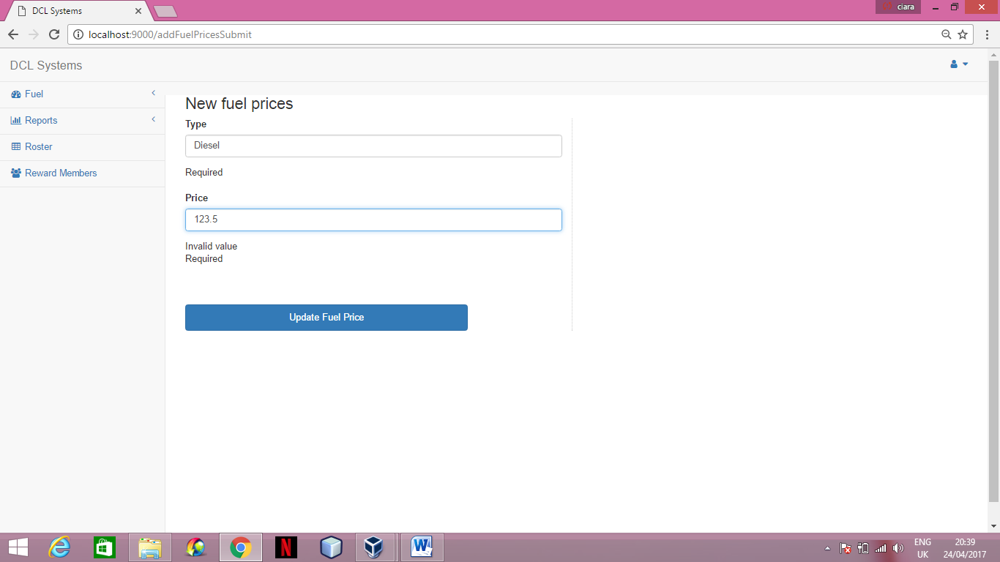 DCL Systems
ciara
localhost:9000/addFuelPricesSubmit
DCL Systems
Fuel
Reports
Roster
Reward Members
New fuel prices
Type
Diesel
Required
Price
123.5
Invalid value
Required
Update Fuel Price
N
W
ENG
UK
20:39
24/04/2017